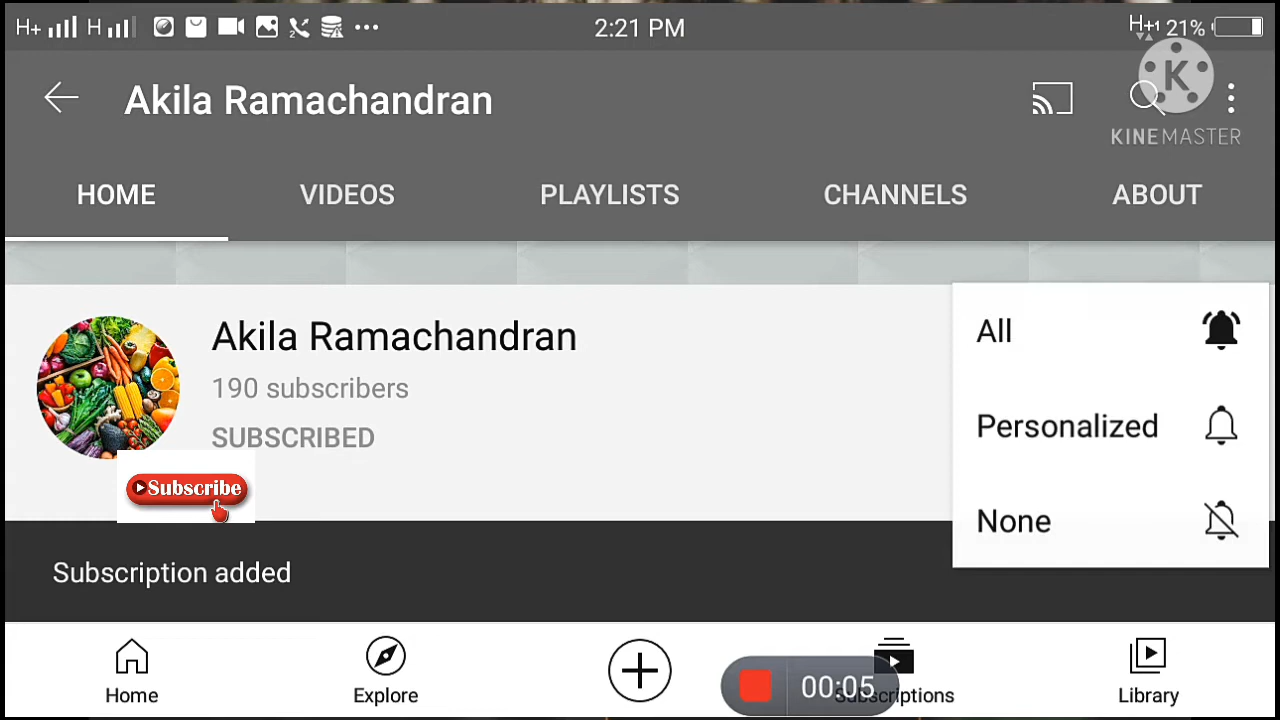 H+ H 2:21 PM H+1 21%
Akila Ramachandran
K
KINEMASTER
HOME VIDEOS PLAYLISTS CHANNELS ABOUT
Akila Ramachandran
190 subscribers
SUBSCRIBED
Subscribe
All
Personalized
None
Subscription added
00:05
Home Explore Subscriptions Library